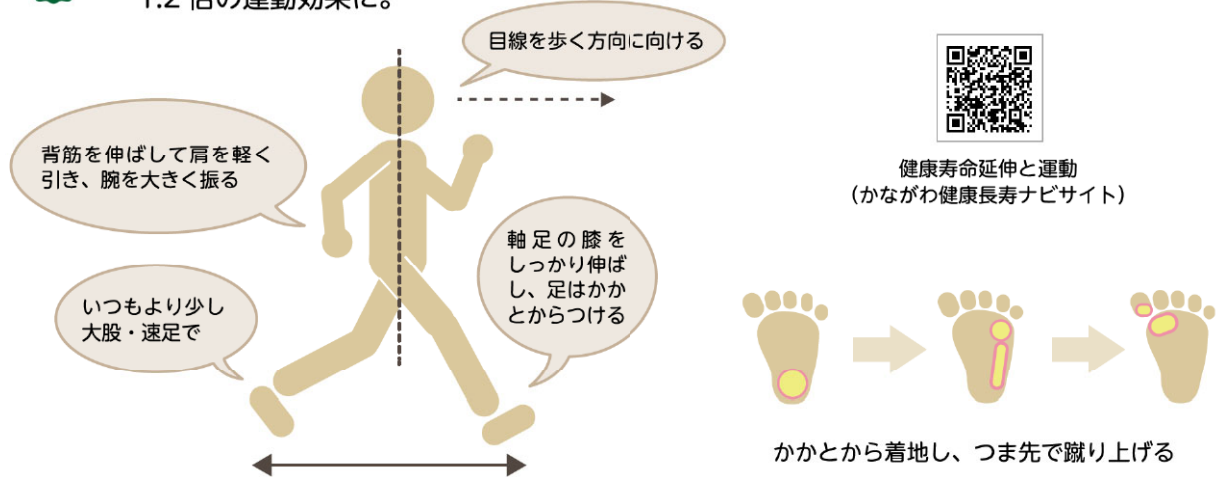 1.2 倍の運動効果に。
目線を歩く方向に向ける
背筋を伸ばして肩を軽く
引き、腕を大きく振る
軸足の膝を
しっかり伸ば
し、足はかか
とからつける
いつもより少し
大股・速足で
健康寿命延伸と運動
（かながわ健康長寿ナビサイト）
かかとから着地し、つま先で蹴り上げる